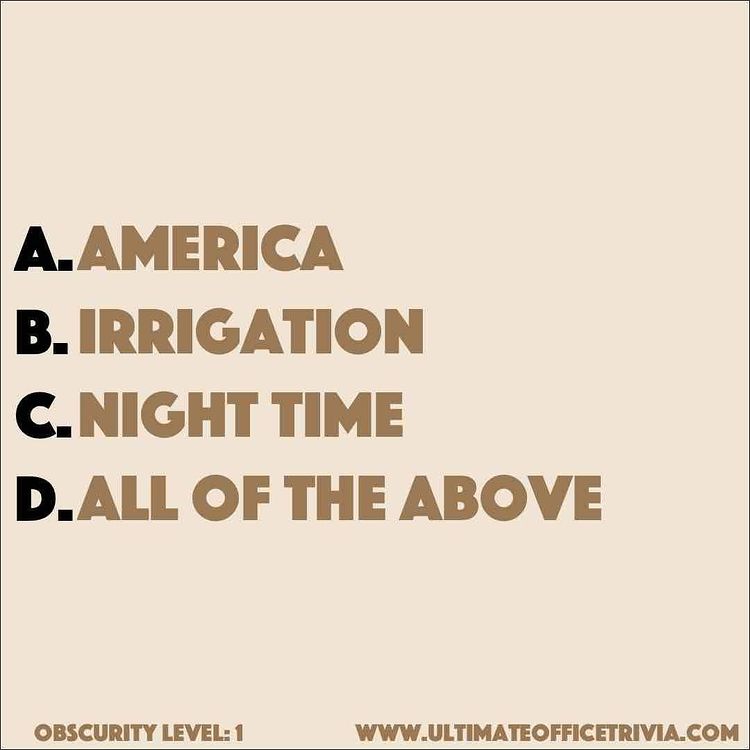 A. AMERICA
B. IRRIGATION
C. NIGHT TIME
D. ALL OF THE ABOVE
OBSCURITY LEVEL: 1 WWW.ULTIMATEOFFICETRIVIA.COM